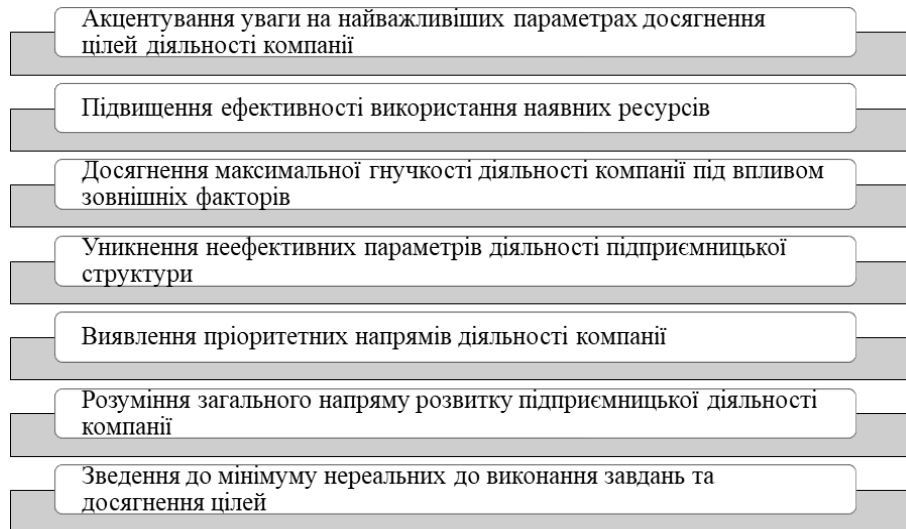 Акцентування уваги на найважливіших параметрах досягнення
цілей діяльності компанії
Підвищення ефективності використання наявних ресурсів
Досягнення максимальної гнучкості діяльності компанії під впливом
зовнішніх факторів
Уникнення неефективних параметрів діяльності підприємницької
структури
Виявлення пріоритетних напрямів діяльності компанії
Розуміння загального напряму розвитку підприємницької діяльності
компанії
Зведення до мінімуму нереальних до виконання завдань та
досягнення цілей